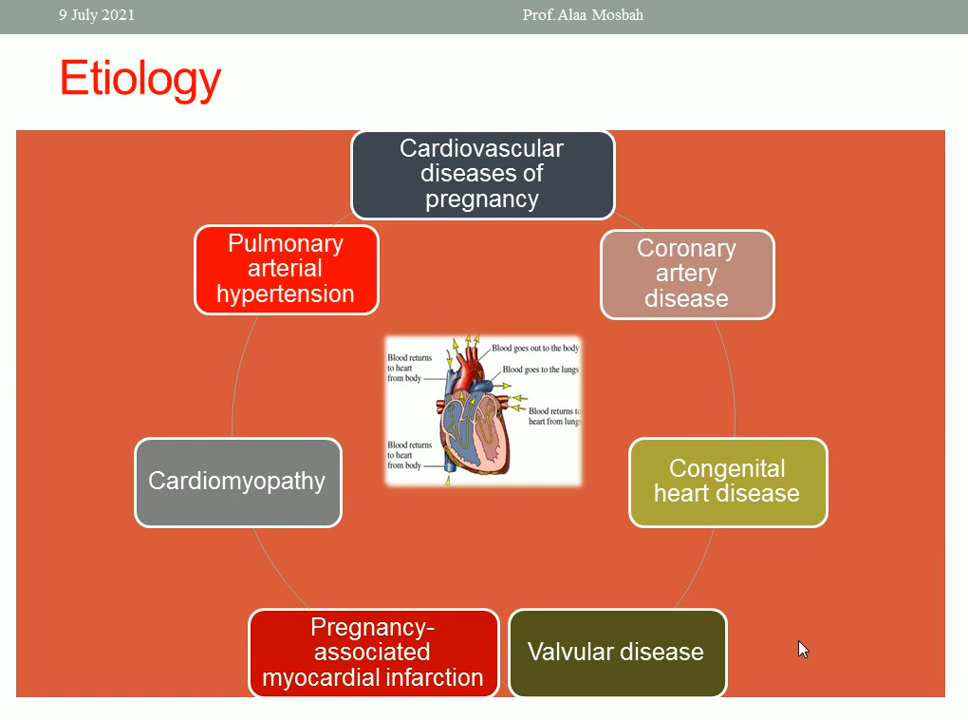 9 July 2021
Prof. Alaa Mosbah
Etiology
Cardiovascular
diseases of
pregnancy
Pulmonary
arterial
hypertension
Coronary
artery
disease
Blood returns
to heart
from body
Blood goes out to the body
Blood goes to the lungs
Blood returns to
heart from lungs
Blood returns
to heart
from body
Cardiomyopathy
Congenital
heart disease
Pregnancy-
associated
myocardial infarction
Valvular disease